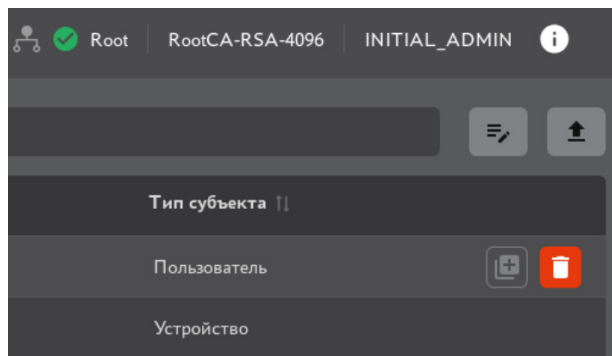 Root RootCA-RSA-4096 INITIAL_ADMIN
Тип субъекта
Пользователь
Устройство